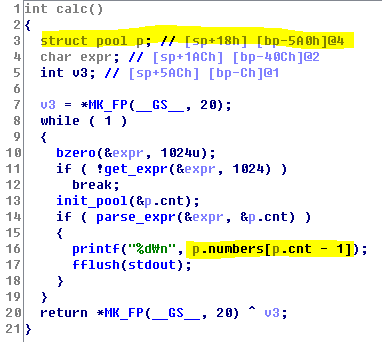 1 int calc()
2 {
3 struct pool p; // [sp+18h] [bp-5A0h]@4
4 char expr; // [sp+1ACh] [bp-40Ch]@2
5 int v3; // [sp+5ACh] [bp-Ch]@1
6
7 v3 = *MK_FP(__GS__, 20);
8 while ( 1 )
9 {
10 bzero(&expr, 1024u);
11 if ( !get_expr(&expr, 1024) )
12 break;
13 init_pool(&p.cnt);
14 if ( parse_expr(&expr, &p.cnt) )
15 {
16 printf("%d₩n", p.numbers[p.cnt - 1]);
17 fflush(stdout);
18 }
19 }
20 return *MK_FP(__GS__, 20) ^ v3;
21 }